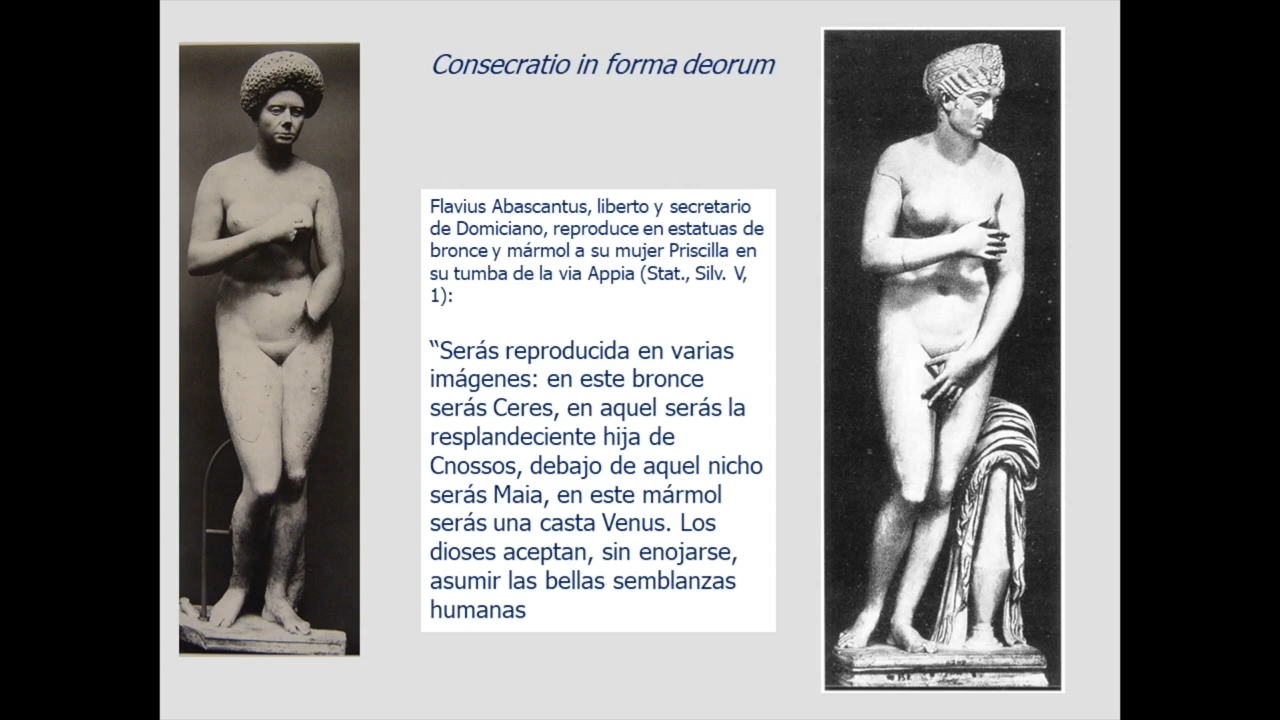 Consecratio in forma deorum
Flavius Abascantus, liberto y secretario
de Domiciano, reproduce en estatuas de
bronce y mármol a su mujer Priscilla en
su tumba de la via Appia (Stat., Silv. V,
1):
“Serás reproducida en varias
imágenes: en este bronce
serás Ceres, en aquel serás la
resplandeciente hija de
Cnossos, debajo de aquel nicho
serás Maia, en este mármol
serás una casta Venus. Los
dioses aceptan, sin enojarse,
asumir las bellas semblanzas
humanas